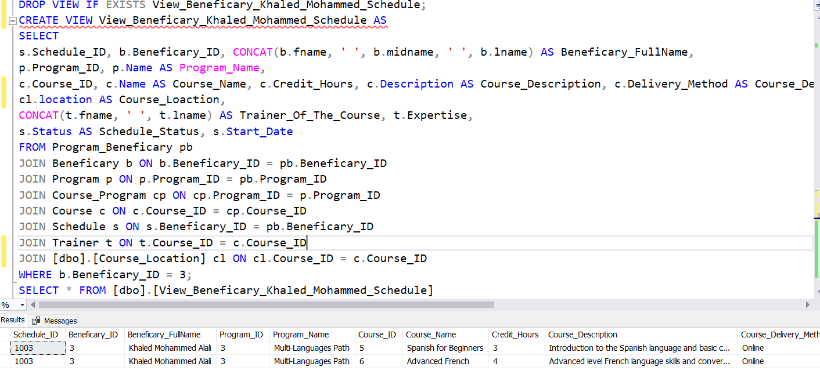 DROP VIEW IF EXISTS View_Beneficary_Khaled_Mohammed_Schedule;
CREATE VIEW View_Beneficary_Khaled_Mohammed_Schedule AS
SELECT
s.Schedule_ID, b.Beneficary_ID, CONCAT(b.fname, ' ', b.midname, ' ', b.lname) AS Beneficary_FullName,
p.Program_ID, p.Name AS Program_Name,
c.Course_ID, c.Name AS Course_Name, c.Credit_Hours, c.Description AS Course_Description, c.Delivery_Method AS Course_De
cl.location AS Course_Loaction,
CONCAT(t.fname, ' ', t.lname) AS Trainer_Of_The_Course, t.Expertise,
s.Status AS Schedule_Status, s.Start_Date
FROM Program_Beneficary pb
JOIN Beneficary b ON b.Beneficary_ID = pb.Beneficary_ID
JOIN Program p ON p.Program_ID = pb.Program_ID
JOIN Course_Program cp ON cp.Program_ID = p.Program_ID
JOIN Course c ON c.Course_ID = cp.Course_ID
JOIN Schedule s ON s.Beneficary_ID = pb.Beneficary_ID
JOIN Trainer t ON t.Course_ID = c.Course_ID
JOIN [dbo].[Course_Location] cl ON cl.Course_ID = c.Course_ID
WHERE b.Beneficary_ID = 3;
SELECT * FROM [dbo].[View_Beneficary_Khaled_Mohammed_Schedule]
%
Results Messages
Schedule_ID Beneficary_ID Beneficary_FullName Program_ID Program_Name Course_ID Course_Name Credit_Hours Course_Description Course_Delivery_Meth
1003 3 Khaled Mohammed Alali 3 Multi-Languages Path 5 Spanish for Beginners 3 Introduction to the Spanish language and basic c... Online
1003 3 Khaled Mohammed Alali 3 Multi-Languages Path 6 Advanced French 4 Advanced level French language skills and conver... Online